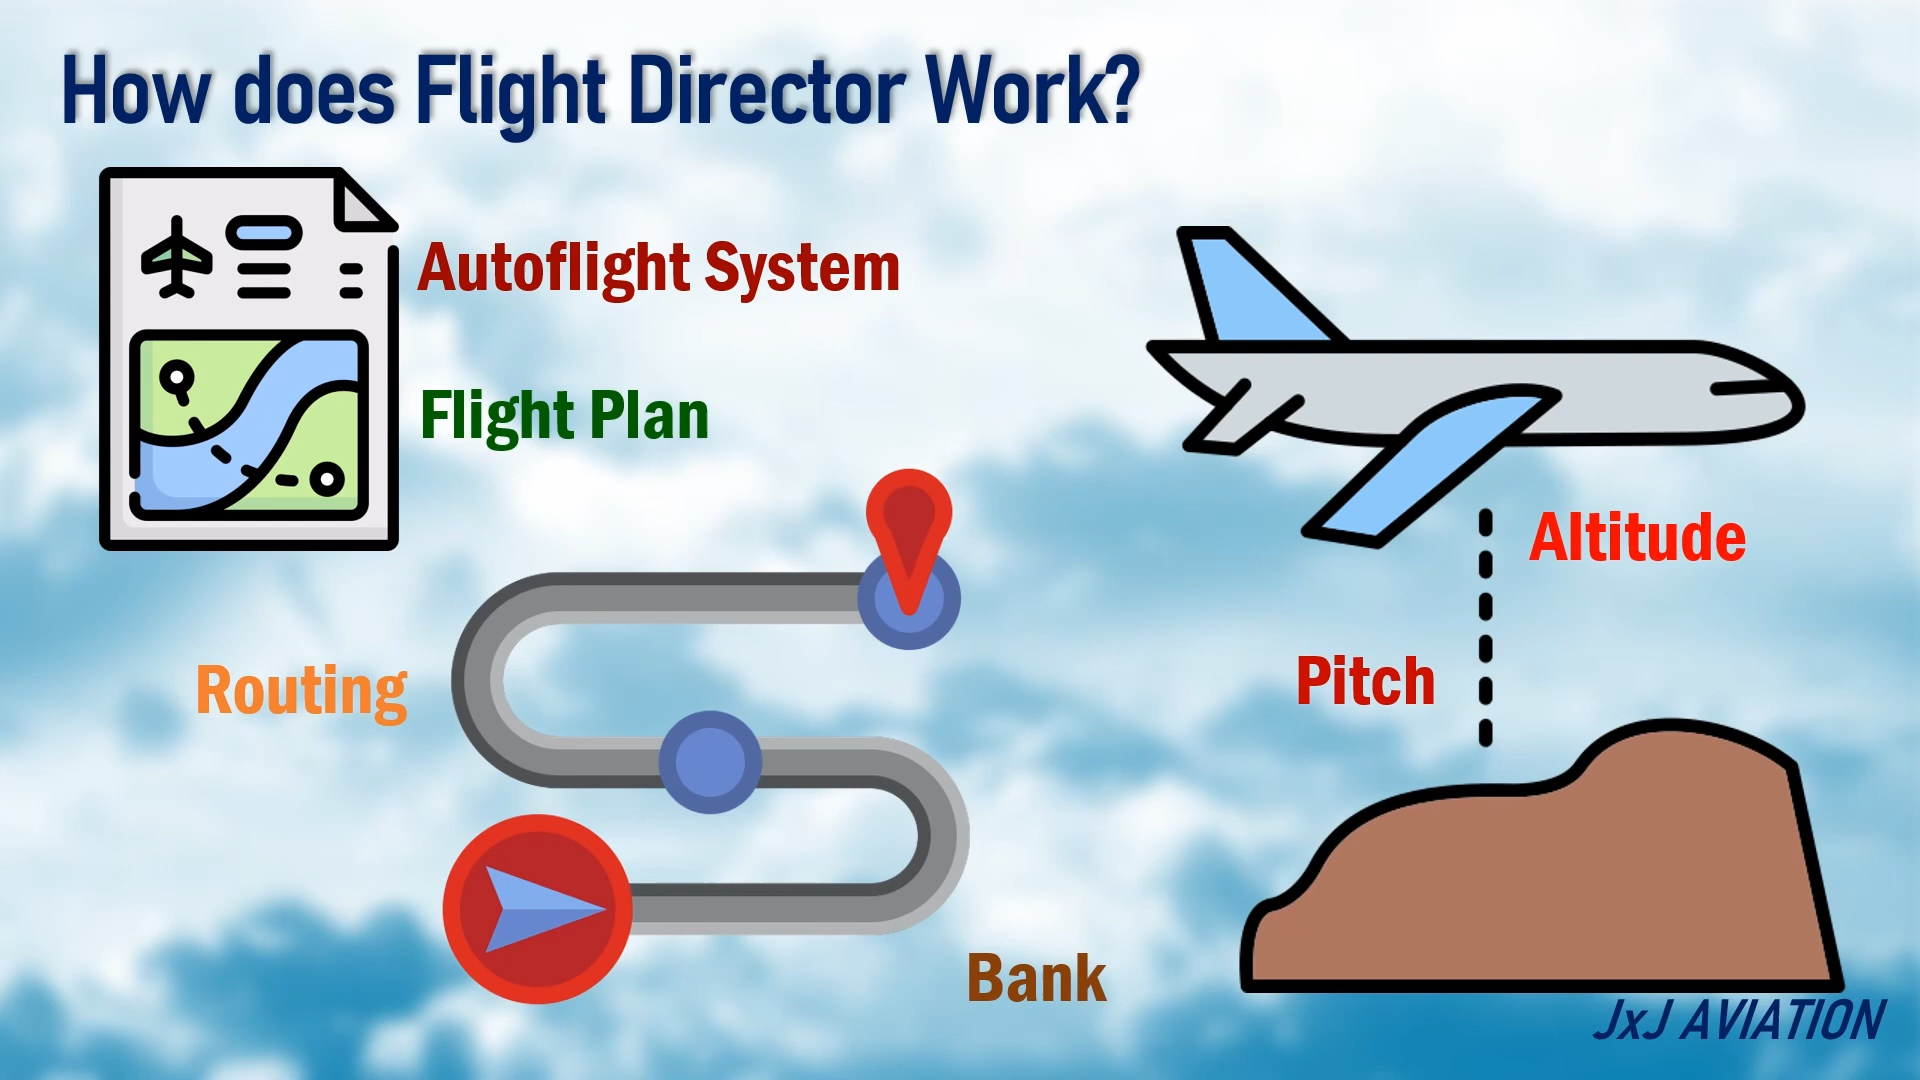 How does Flight Director Work?
Autoflight System
Flight Plan
Altitude
Routing
Pitch
Bank
JxJ AVIATION